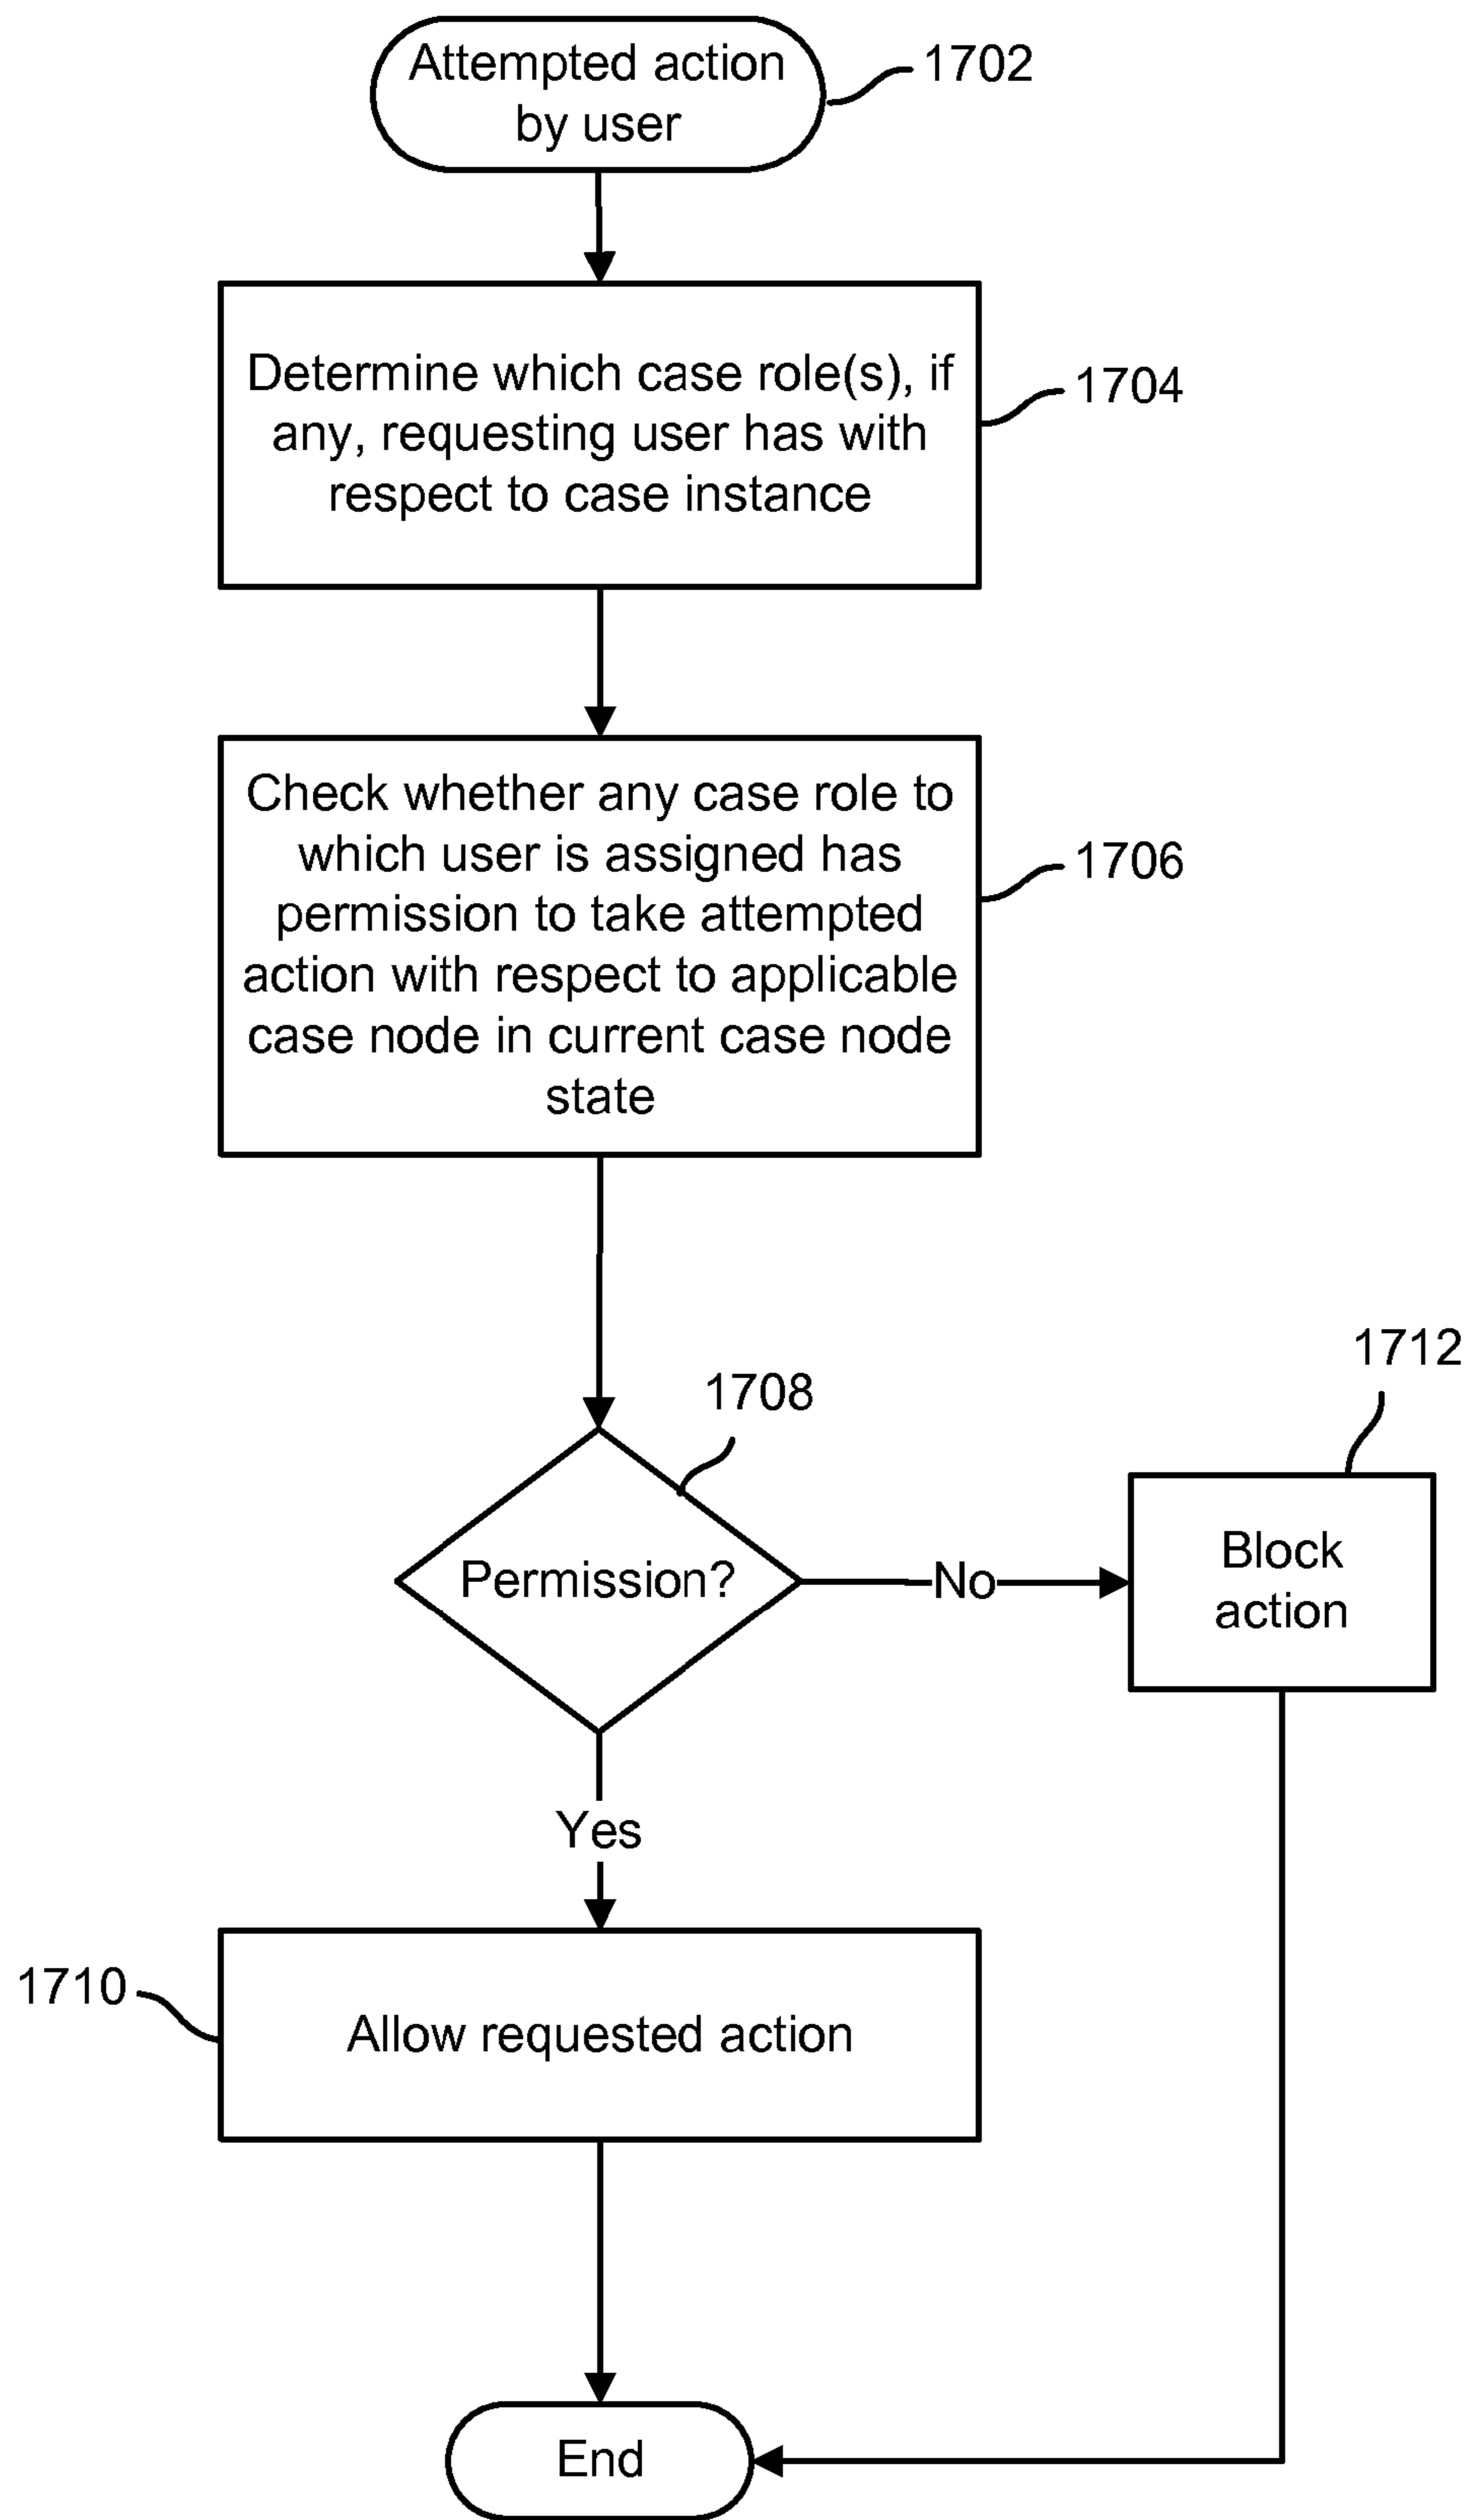 Attempted action
by user
1702
Determine which case role(s), if
any, requesting user has with
respect to case instance
1704
Check whether any case role to
which user is assigned has
permission to take attempted
action with respect to applicable
case node in current case node
state
1706
1708
Permission?
No
1712
Block
action
Yes
1710
Allow requested action
End